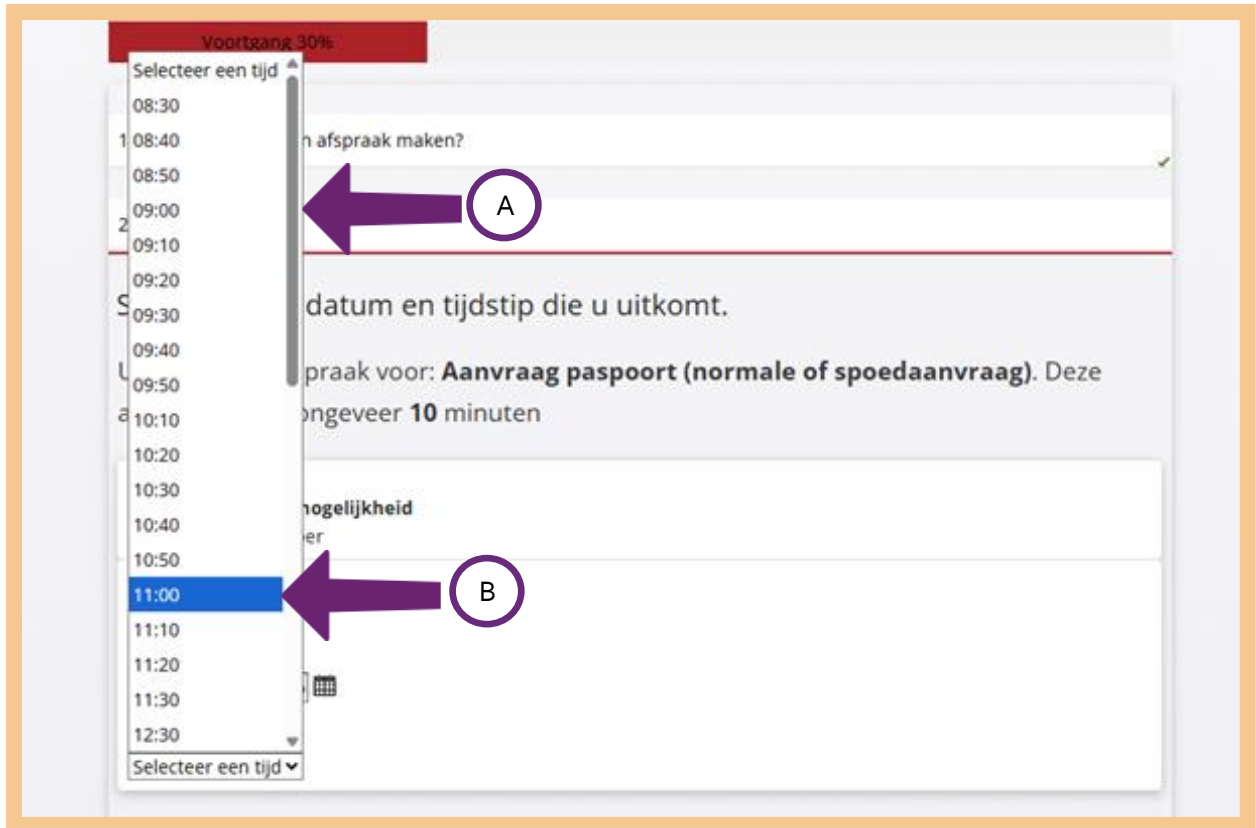 Voortgang 30%
Selecteer een tijd
08:30
1 08:40 n afspraak maken?
08:50
A
2 09:00
09:10
09:20
S datum en tijdstip die u uitkomt.
09:30
09:40
praak voor: Aanvraag paspoort (normale of spoedaanvraag). Deze
09:50
a ongeveer 10 minuten
10:10
10:20
10:30
mogelijkheid
10:40
er
10:50
11:00 B
11:10
11:20
11:30
12:30
Selecteer een tijd